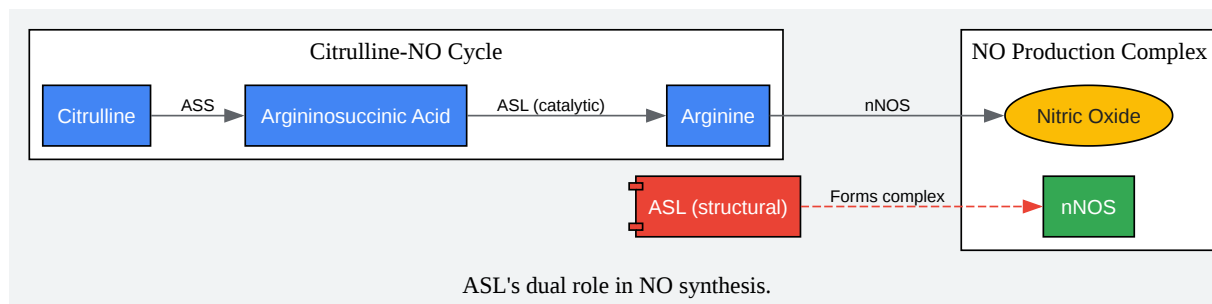 Citrulline-NO Cycle
NO Production Complex
Citrulline
ASS
Argininosuccinic Acid
ASL (catalytic)
Arginine
nNOS
Nitric Oxide
ASL (structural)
Forms complex
nNOS
ASL's dual role in NO synthesis.